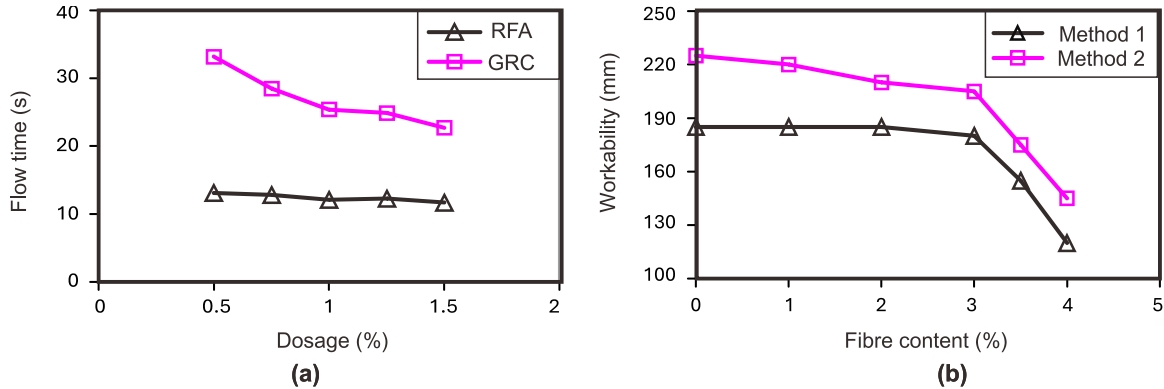 40
30
20
10
0
Flow time (s)
RFA
GRC
0
0.5
1
1.5
2
Dosage (%)
(a)
250
220
190
160
130
100
Workability (mm)
Method 1
Method 2
0
1
2
3
4
5
Fibre content (%)
(b)